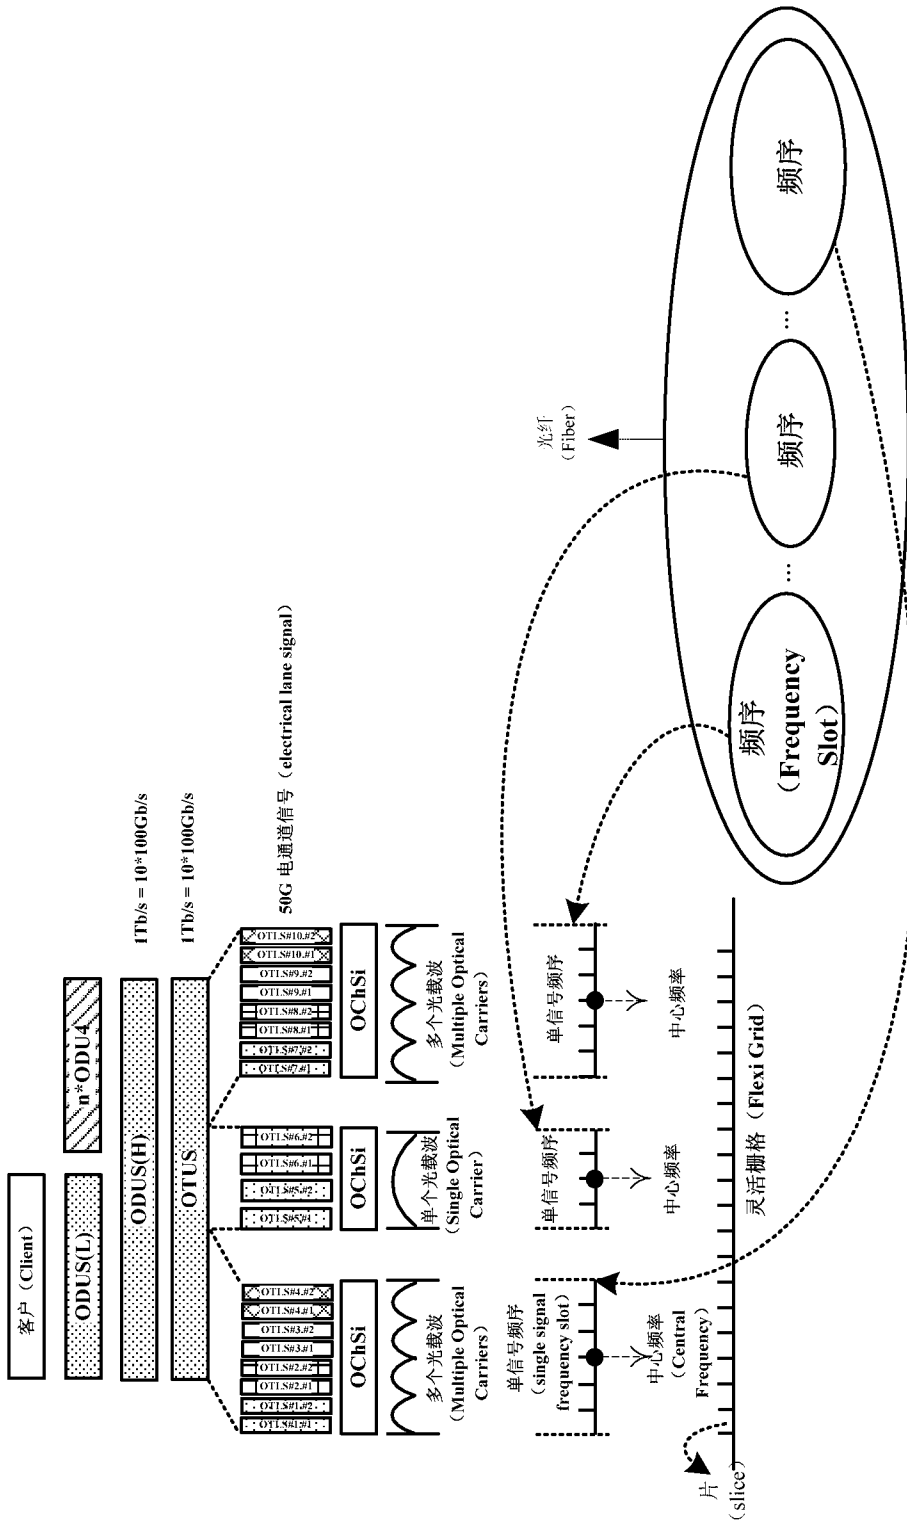 客户（Client）
ODUS(L)
n*ODU4
ODUS(H)
1Tb/s = 10*100Gb/s
OTUS
1Tb/s = 10*100Gb/s
OTLS#1.#1
OTLS#1.#2
OTLS#2.#1
OTLS#2.#2
OTLS#3.#1
OTLS#3.#2
OTLS#4.#1
OTLS#4.#2
OTLS#5.#1
OTLS#5.#2
OTLS#6.#1
OTLS#6.#2
OTLS#7.#1
OTLS#7.#2
OTLS#8.#1
OTLS#8.#2
OTLS#9.#1
OTLS#9.#2
OTLS#10.#1
OTLS#10.#2
50G 电通道信号（electrical lane signal）
OChSi
OChSi
OChSi
多个光载波
（Multiple Optical
Carriers）
单个光载波
（Single Optical
Carrier）
多个光载波
（Multiple Optical
Carriers）
单信号频序
（single signal
frequency slot）
单信号频序
单信号频序
中心频率
（Central
Frequency）
中心频率
中心频率
片
（slice）
灵活栅格（Flexi Grid）
光纤
（Fiber）
频序
（Frequency
Slot）
...
频序
...
频序